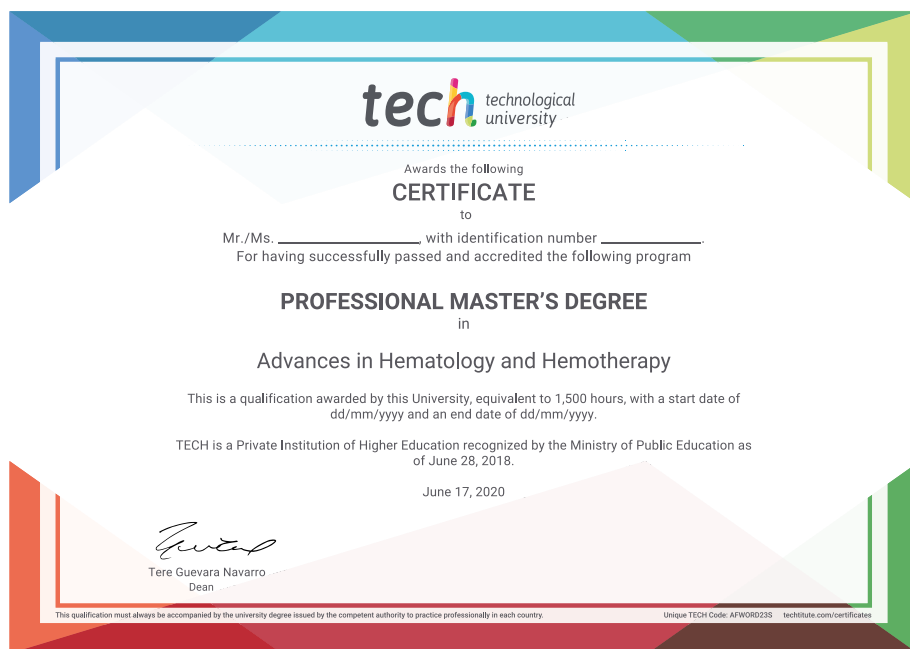 tech technological
university
Awards the following
CERTIFICATE
to
Mr./Ms. ____________________, with identification number ______________.
For having successfully passed and accredited the following program
PROFESSIONAL MASTER'S DEGREE
in
Advances in Hematology and Hemotherapy
This is a qualification awarded by this University, equivalent to 1,500 hours, with a start date of
dd/mm/yyyy and an end date of dd/mm/yyyy.
TECH is a Private Institution of Higher Education recognized by the Ministry of Public Education as
of June 28, 2018.
June 17, 2020
Tere Guevara Navarro
Dean
This qualification must always be accompanied by the university degree issued by the competent authority to practice professionally in each country. Unique TECH Code: AFWORD23S techtitute.com/certificates